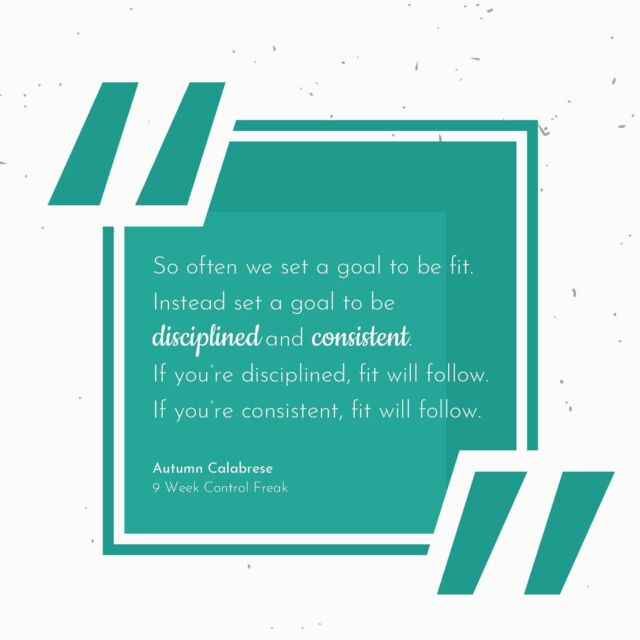 So often we set a goal to be fit.
Instead set a goal to be
disciplined and consistent.
If you're disciplined, fit will follow.
If you're consistent, fit will follow.
Autumn Calabrese
9 Week Control Freak